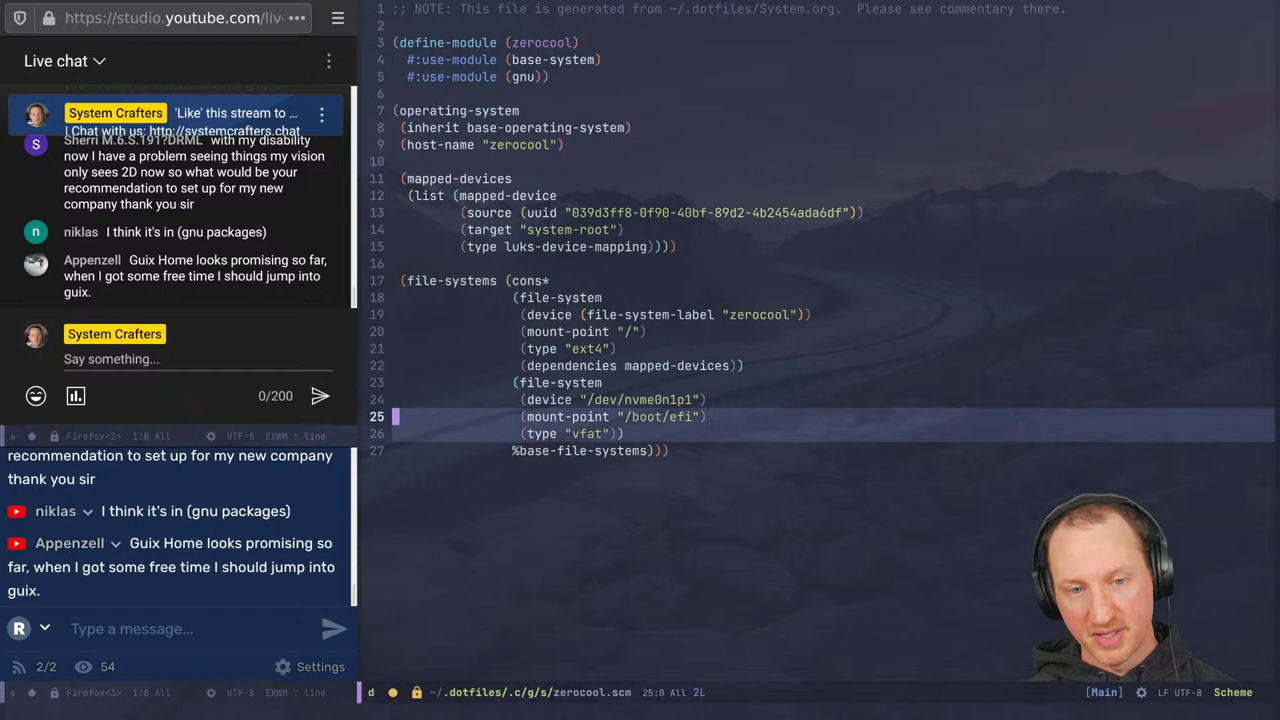 https://studio.youtube.com/liv
Live chat
System Crafters 'Like' this stream to ...
| Chat with us: http://systemcrafters.chat
Sherri M.6.S.191?DRML with my disability
now I have a problem seeing things my vision
only sees 2D now so what would be your
recommendation to set up for my new
company thank you sir
niklas I think it's in (gnu packages)
Appenzell Guix Home looks promising so far,
when I got some free time I should jump into
guix.
System Crafters
Say something...
0/200
a Firefox<2> 1:0 All UTF-8 EXWM : line
recommendation to set up for my new company
thank you sir
niklas I think it's in (gnu packages)
Appenzell Guix Home looks promising so
far, when I got some free time I should jump into
guix.
R Type a message...
2/2 54 Settings
s Firefox<3> 1:0 All UTF-8 EXWM : line
1 ;; NOTE: This file is generated from ~/.dotfiles/System.org. Please see commentary there.
2
3 (define-module (zerocool)
4 #:use-module (base-system)
5 #:use-module (gnu))
6
7 (operating-system
8 (inherit base-operating-system)
9 (host-name "zerocool")
10
11 (mapped-devices
12 (list (mapped-device
13 (source (uuid "039d3ff8-0f90-40bf-89d2-4b2454ada6df"))
14 (target "system-root")
15 (type luks-device-mapping))))
16
17 (file-systems (cons*
18 (file-system
19 (device (file-system-label "zerocool"))
20 (mount-point "/")
21 (type "ext4")
22 (dependencies mapped-devices))
23 (file-system
24 (device "/dev/nvme0n1p1")
25 (mount-point "/boot/efi")
26 (type "vfat"))
27 %base-file-systems)))
d ~/.dotfiles/.c/g/s/zerocool.scm 25:0 All 2L [Main] LF UTF-8 Scheme